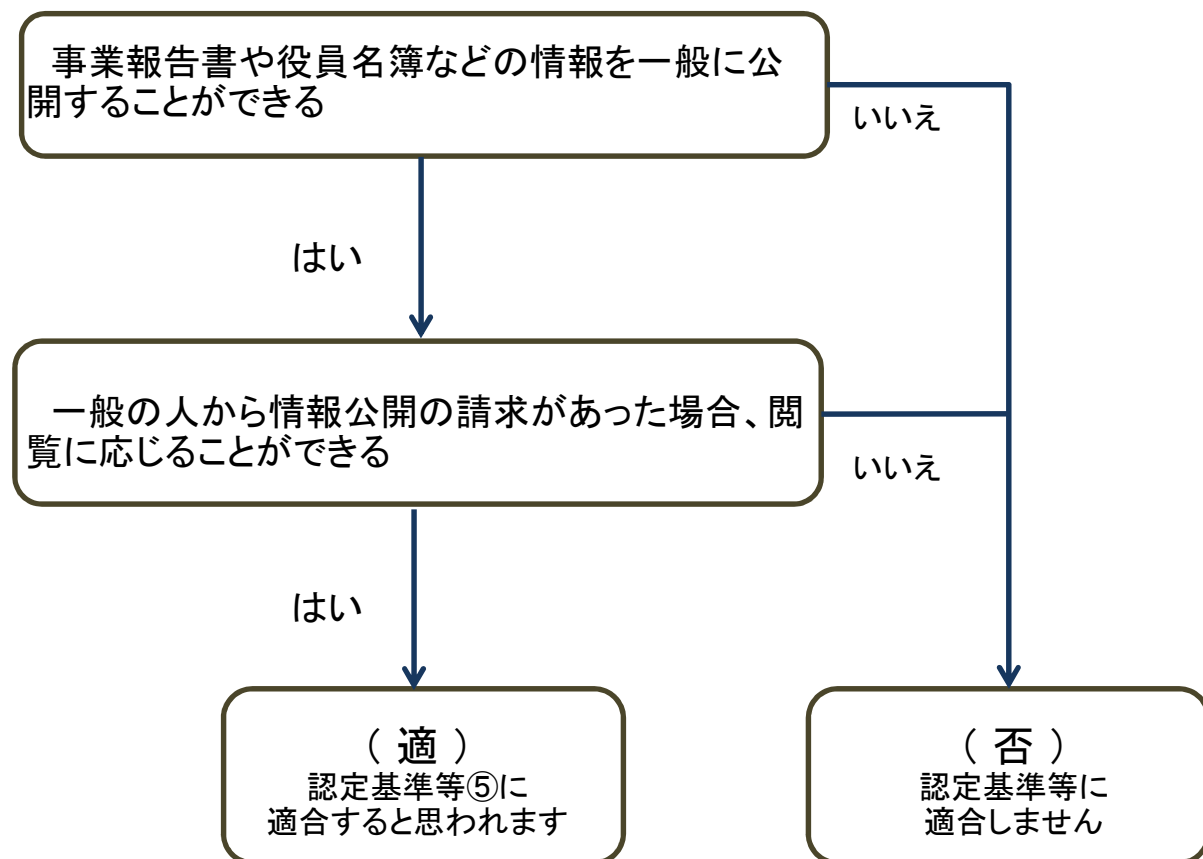 事業報告書や役員名簿などの情報を一般に公
開することができる
いいえ
はい
一般の人から情報公開の請求があった場合、閲
覧に応じることができる
いいえ
はい
（ 適 ）
認定基準等⑤に
適合すると思われます
（ 否 ）
認定基準等に
適合しません